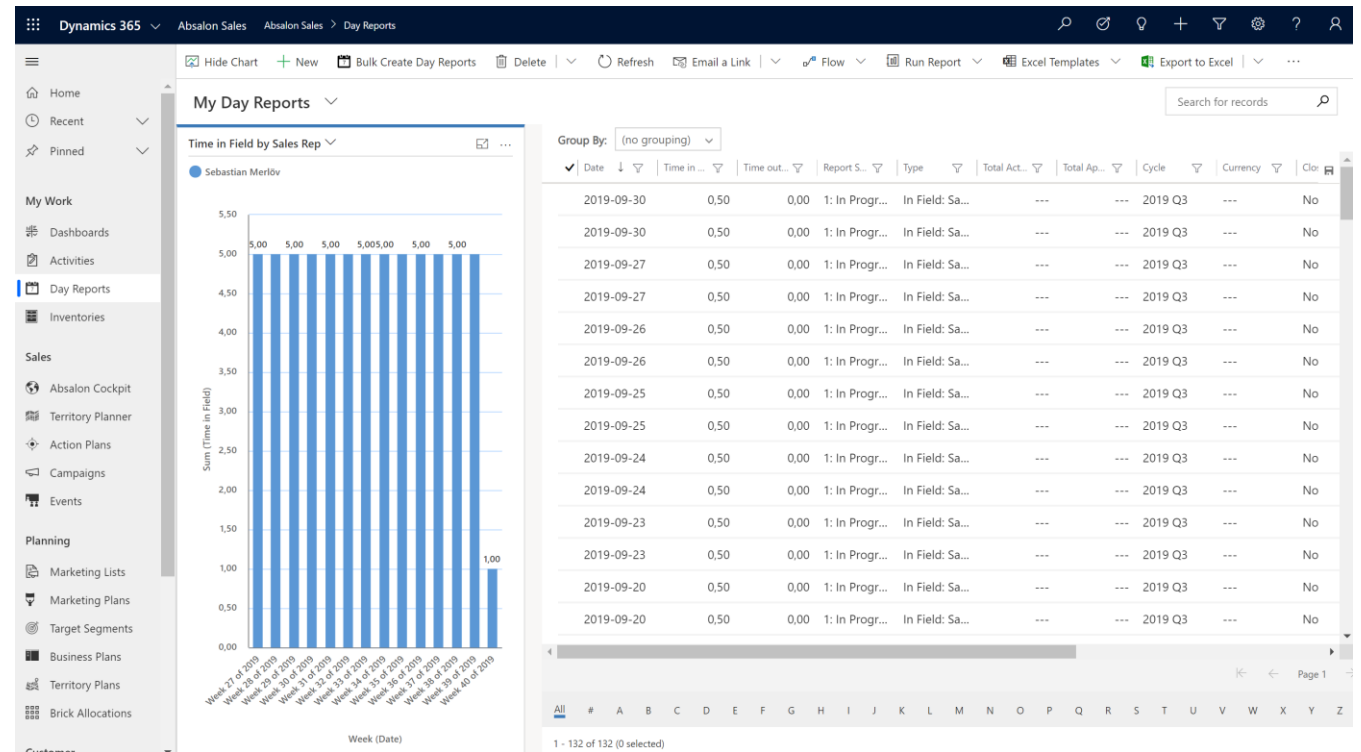 Dynamics 365 Absalon Sales Absalon Sales > Day Reports ?
Hide Chart New Bulk Create Day Reports Delete Refresh Email a Link Flow Run Report Excel Templates Export to Excel ...
Home
Recent
Pinned
My Work
Dashboards
Activities
Day Reports
Inventories
Sales
Absalon Cockpit
Territory Planner
Action Plans
Campaigns
Events
Planning
Marketing Lists
Marketing Plans
Target Segments
Business Plans
Territory Plans
Brick Allocations
Customer
My Day Reports
Search for records
Time in Field by Sales Rep ...
Sebastian Merlöv
5,50
5,00
4,50
4,00
3,50
3,00
2,50
2,00
1,50
1,00
0,50
0,00
Sum (Time in Field)
5,00 5,00 5,00 5,00 5,00 5,00 5,00
1,00
Week 27 of 2019
Week 28 of 2019
Week 29 of 2019
Week 30 of 2019
Week 31 of 2019
Week 32 of 2019
Week 33 of 2019
Week 34 of 2019
Week 35 of 2019
Week 36 of 2019
Week 37 of 2019
Week 38 of 2019
Week 39 of 2019
Week 40 of 2019
Week (Date)
Group By: (no grouping)
Date Time in ... Time out... Report S... Type Total Act... Total Ap... Cycle Currency Clo
2019-09-30 0,50 0,00 1: In Progr... In Field: Sa... --- --- 2019 Q3 --- No
2019-09-30 0,50 0,00 1: In Progr... In Field: Sa... --- --- 2019 Q3 --- No
2019-09-27 0,50 0,00 1: In Progr... In Field: Sa... --- --- 2019 Q3 --- No
2019-09-27 0,50 0,00 1: In Progr... In Field: Sa... --- --- 2019 Q3 --- No
2019-09-26 0,50 0,00 1: In Progr... In Field: Sa... --- --- 2019 Q3 --- No
2019-09-26 0,50 0,00 1: In Progr... In Field: Sa... --- --- 2019 Q3 --- No
2019-09-25 0,50 0,00 1: In Progr... In Field: Sa... --- --- 2019 Q3 --- No
2019-09-25 0,50 0,00 1: In Progr... In Field: Sa... --- --- 2019 Q3 --- No
2019-09-24 0,50 0,00 1: In Progr... In Field: Sa... --- --- 2019 Q3 --- No
2019-09-24 0,50 0,00 1: In Progr... In Field: Sa... --- --- 2019 Q3 --- No
2019-09-23 0,50 0,00 1: In Progr... In Field: Sa... --- --- 2019 Q3 --- No
2019-09-23 0,50 0,00 1: In Progr... In Field: Sa... --- --- 2019 Q3 --- No
2019-09-20 0,50 0,00 1: In Progr... In Field: Sa... --- --- 2019 Q3 --- No
2019-09-20 0,50 0,00 1: In Progr... In Field: Sa... --- --- 2019 Q3 --- No
Page 1
All # A B C D E F G H I J K L M N O P Q R S T U V W X Y Z
1 - 132 of 132 (0 selected)